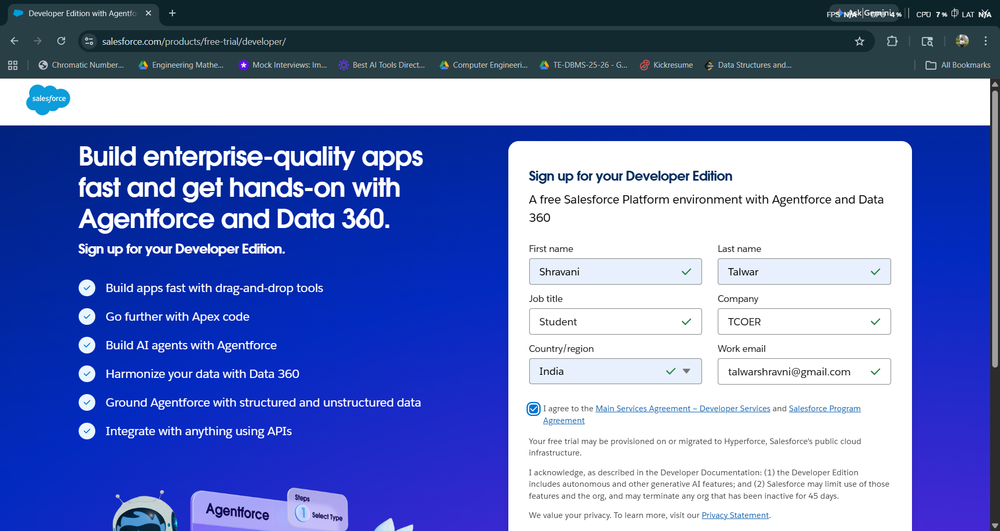 Developer Edition with Agentfo
Ask Gemini
FPS N/A
GPU 4 %
CPU 7 %
LAT N/A
salesforce.com/products/free-trial/developer/
Chromatic Number...
Engineering Mathe...
Mock Interviews: Im...
Best AI Tools Direct...
Computer Engineeri...
TE-DBMS-25-26 - G...
Kickresume
Data Structures and...
All Bookmarks
salesforce
Build enterprise-quality apps
fast and get hands-on with
Agentforce and Data 360.
Sign up for your Developer Edition.
Build apps fast with drag-and-drop tools
Go further with Apex code
Build AI agents with Agentforce
Harmonize your data with Data 360
Ground Agentforce with structured and unstructured data
Integrate with anything using APIs
Agentforce
Steps
1 Select Type
Sign up for your Developer Edition
A free Salesforce Platform environment with Agentforce and Data
360
First name
Last name
Shravani
Talwar
Job title
Company
Student
TCOER
Country/region
Work email
India
talwarshravni@gmail.com
I agree to the Main Services Agreement – Developer Services and Salesforce Program
Agreement
Your free trial may be provisioned on or migrated to Hyperforce, Salesforce's public cloud
infrastructure.
I acknowledge, as described in the Developer Documentation: (1) the Developer Edition
includes autonomous and other generative AI features; and (2) Salesforce may limit use of those
features and the org, and may terminate any org that has been inactive for 45 days.
We value your privacy. To learn more, visit our Privacy Statement.